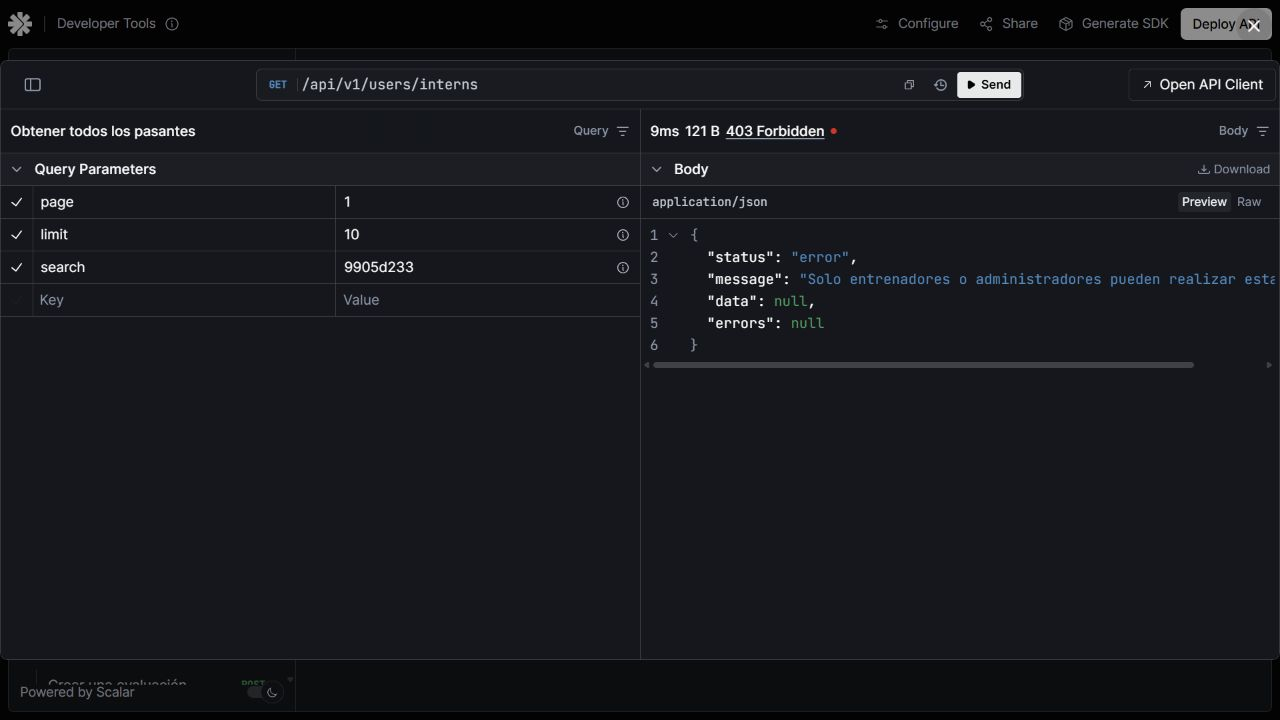 Developer Tools
Configure
Share
Generate SDK
Deploy API
GET /api/v1/users/interns
Send
Open API Client
Obtener todos los pasantes
Query
9ms 121 B 403 Forbidden
Body
Query Parameters
Body
Download
page 1
application/json
Preview Raw
limit 10
search 9905d233
Key Value
1 {
2 "status": "error",
3 "message": "Solo entrenadores o administradores pueden realizar esta
4 "data": null,
5 "errors": null
6 }
Crear una evaluación POST
Powered by Scalar